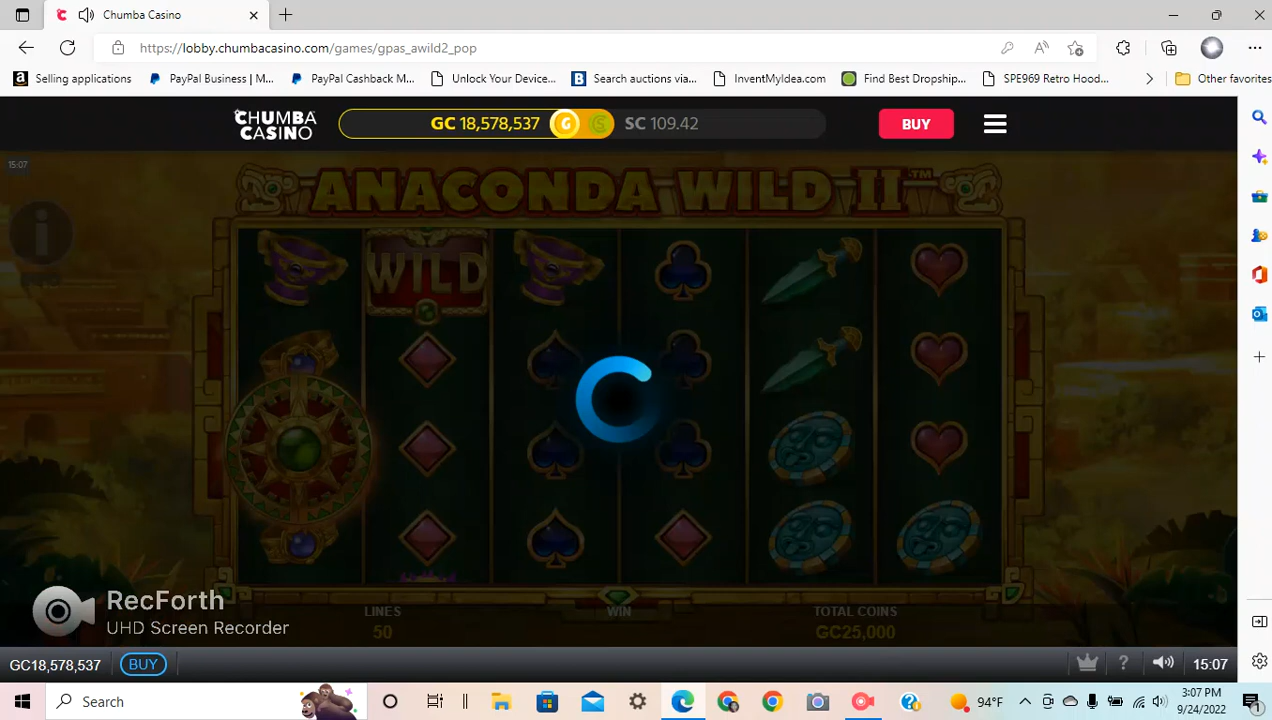 Chumba Casino
https://lobby.chumbacasino.com/games/gpas_awild2_pop
Selling applications
PayPal Business | M...
PayPal Cashback M...
Unlock Your Device...
Search auctions via...
InventMyIdea.com
Find Best Dropship...
SPE969 Retro Hood...
Other favorites
CHUMBA CASINO
GC 18,578,537
SC 109.42
BUY
15:07
ANACONDA WILD II™
WILD
RecForth
UHD Screen Recorder
LINES
50
WIN
TOTAL COINS
GC25,000
GC18,578,537
BUY
15:07
Search
94°F
3:07 PM
9/24/2022